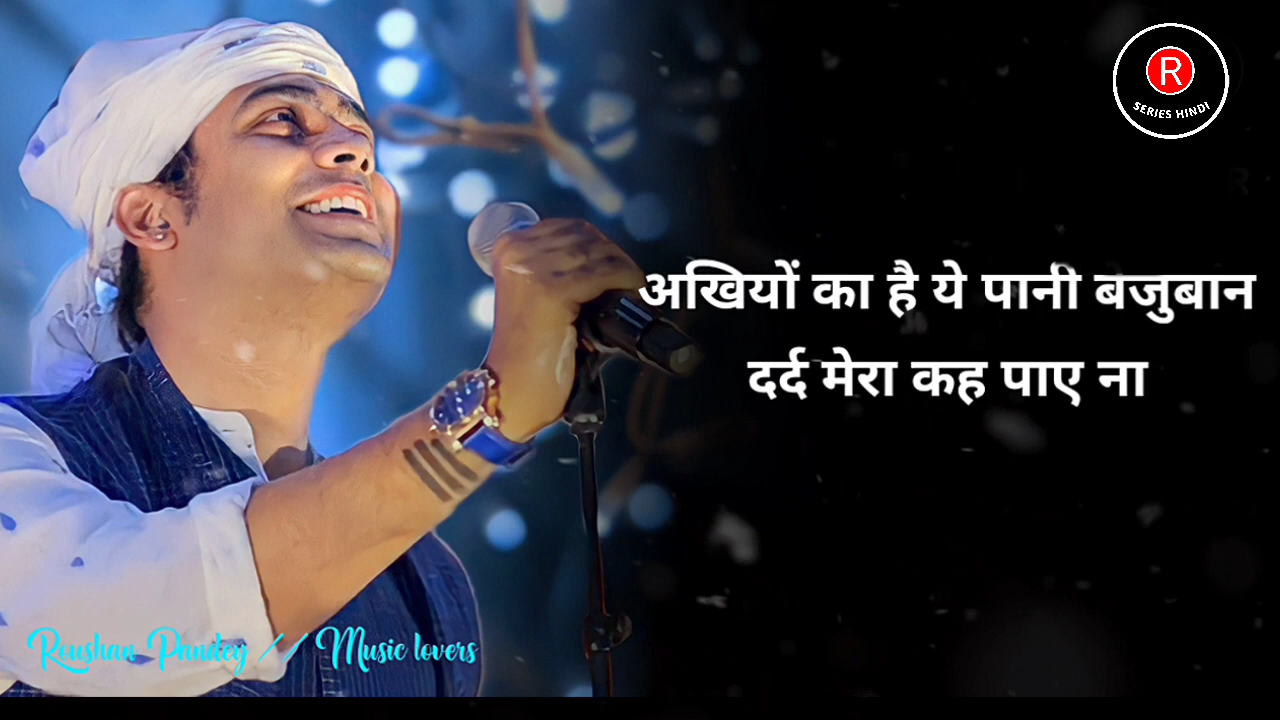 R
SERIES HINDI
अखियों का है ये पानी बजुबान
दर्द मेरा कह पाए ना
Roushan Pandey // Music lovers